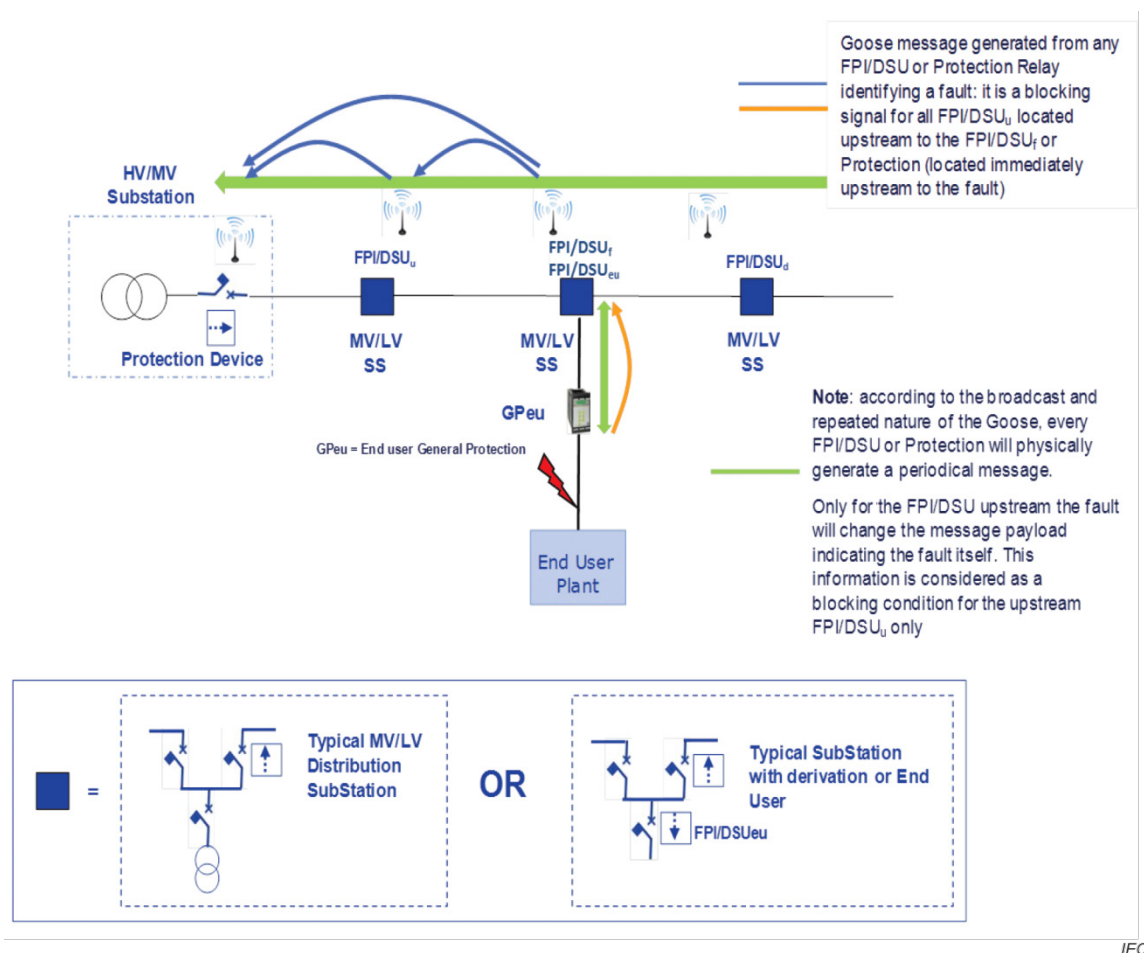 Goose message generated from any
FPI/DSU or Protection Relay
identifying a fault: it is a blocking
signal for all FPI/DSUu located
upstream to the FPI/DSUf or
Protection (located immediately
upstream to the fault)
HV/MV
Substation
FPI/DSUu
FPI/DSUf
FPI/DSUeu
FPI/DSUd
Protection Device
MV/LV
SS
MV/LV
SS
MV/LV
SS
GPeu
GPeu = End user General Protection
End User
Plant
Note: according to the broadcast and
repeated nature of the Goose, every
FPI/DSU or Protection will physically
generate a periodical message.
Only for the FPI/DSU upstream the fault
will change the message payload
indicating the fault itself. This
information is considered as a
blocking condition for the upstream
FPI/DSUu only
=
Typical MV/LV
Distribution
SubStation
OR
Typical SubStation
with derivation or End
User
FPI/DSUeu
IEC